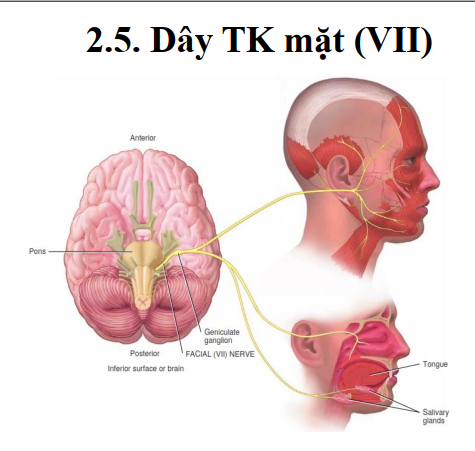 2.5. Dây TK mặt (VII)
Anterior
Pons
Geniculate
ganglion
FACIAL (VII) NERVE
Posterior
Inferior surface or brain
Tongue
Salivary
glands